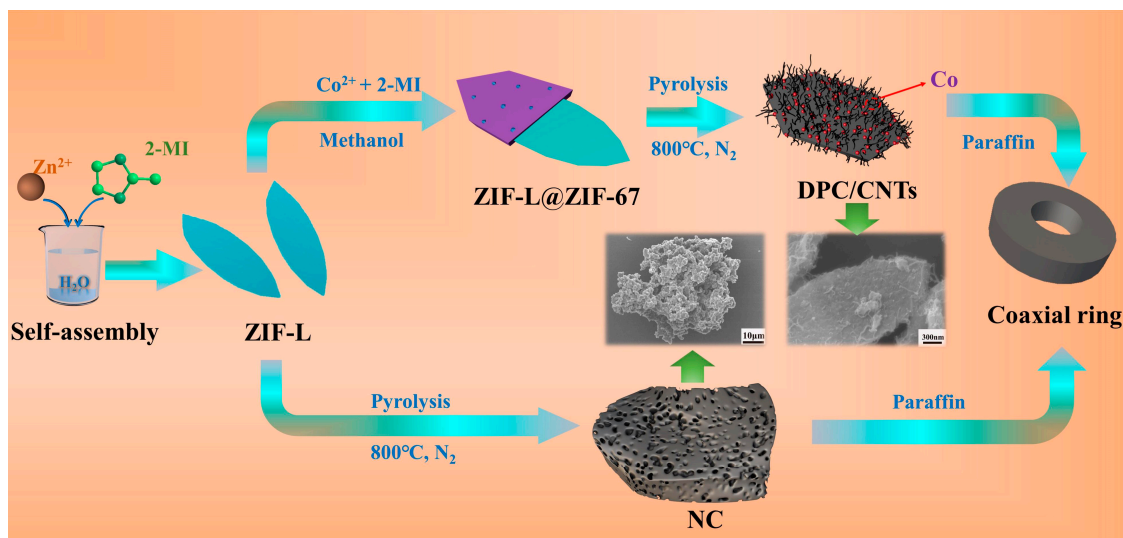 Zn²⁺
2-MI
H₂O
Self-assembly
ZIF-L
Co²⁺ + 2-MI
Methanol
ZIF-L@ZIF-67
Pyrolysis
800°C, N₂
Co
DPC/CNTs
Paraffin
10μm
300nm
Coaxial ring
Pyrolysis
800°C, N₂
NC
Paraffin